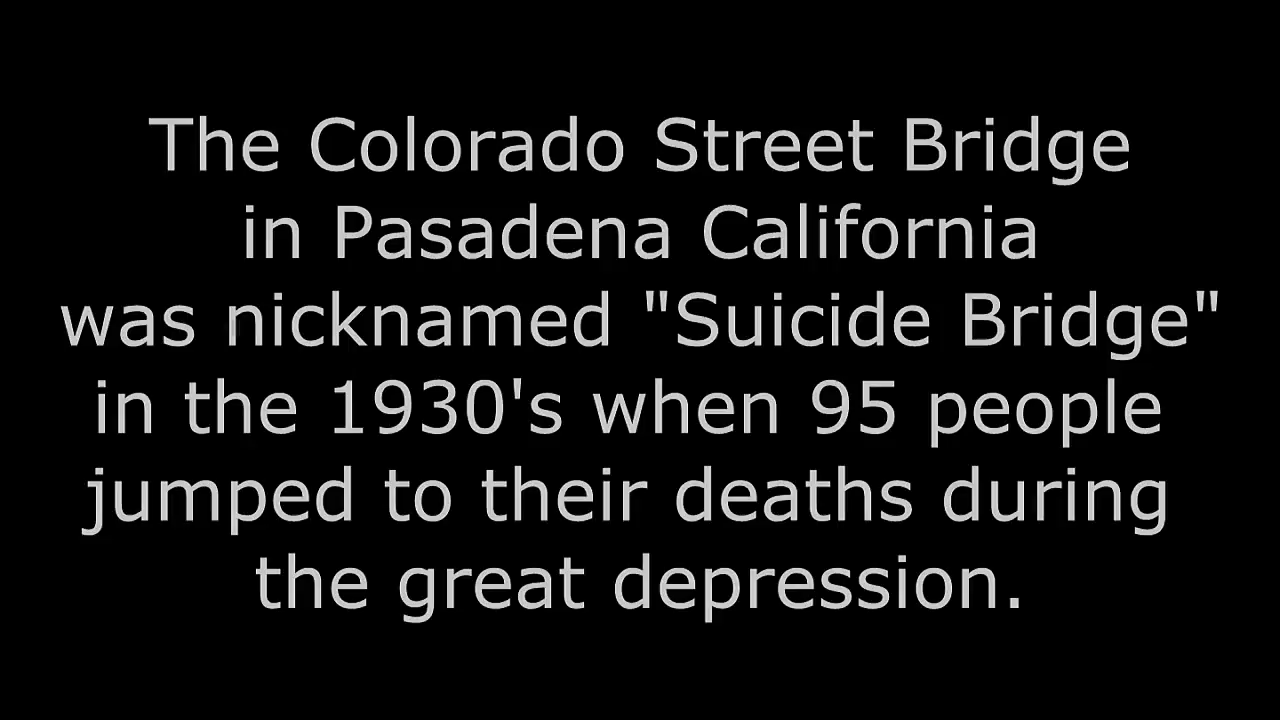 The Colorado Street Bridge
in Pasadena California
was nicknamed "Suicide Bridge"
in the 1930's when 95 people
jumped to their deaths during
the great depression.